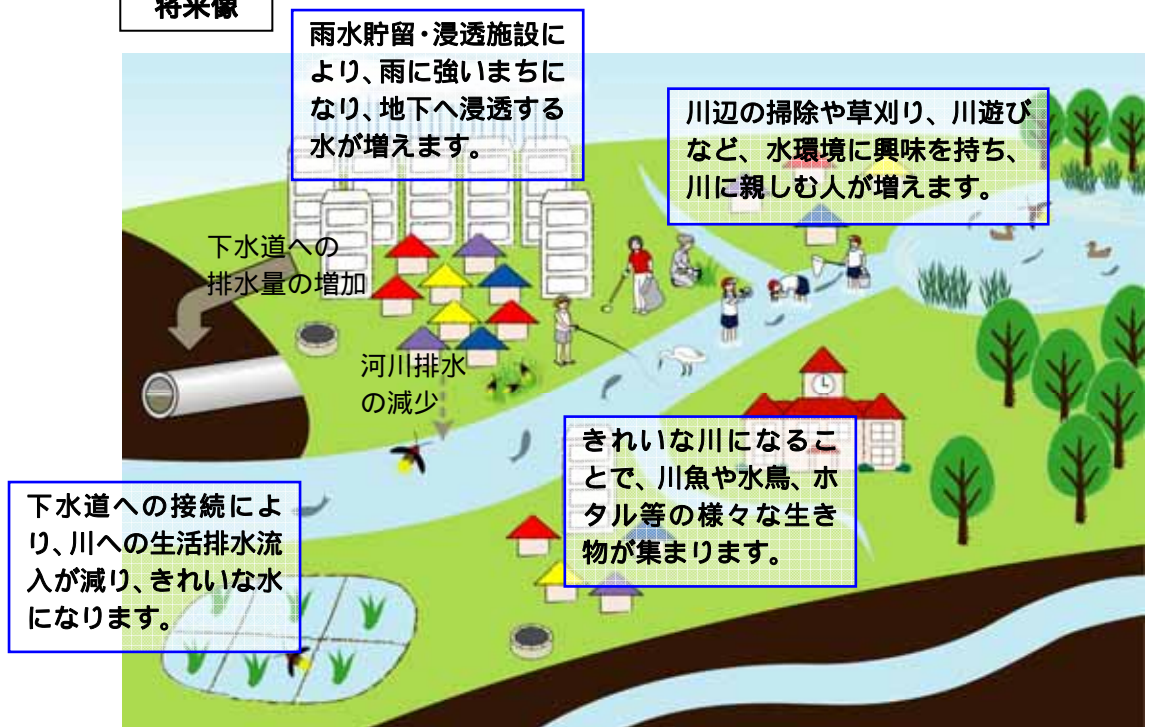 将来像
雨水貯留・浸透施設に
より、雨に強いまちに
なり、地下へ浸透する
水が増えます。
川辺の掃除や草刈り、川遊び
など、水環境に興味を持ち、
川に親しむ人が増えます。
下水道への
排水量の増加
河川排水
の減少
きれいな川になるこ
とで、川魚や水鳥、ホ
タル等の様々な生き
物が集まります。
下水道への接続によ
り、川への生活排水流
入が減り、きれいな水
になります。